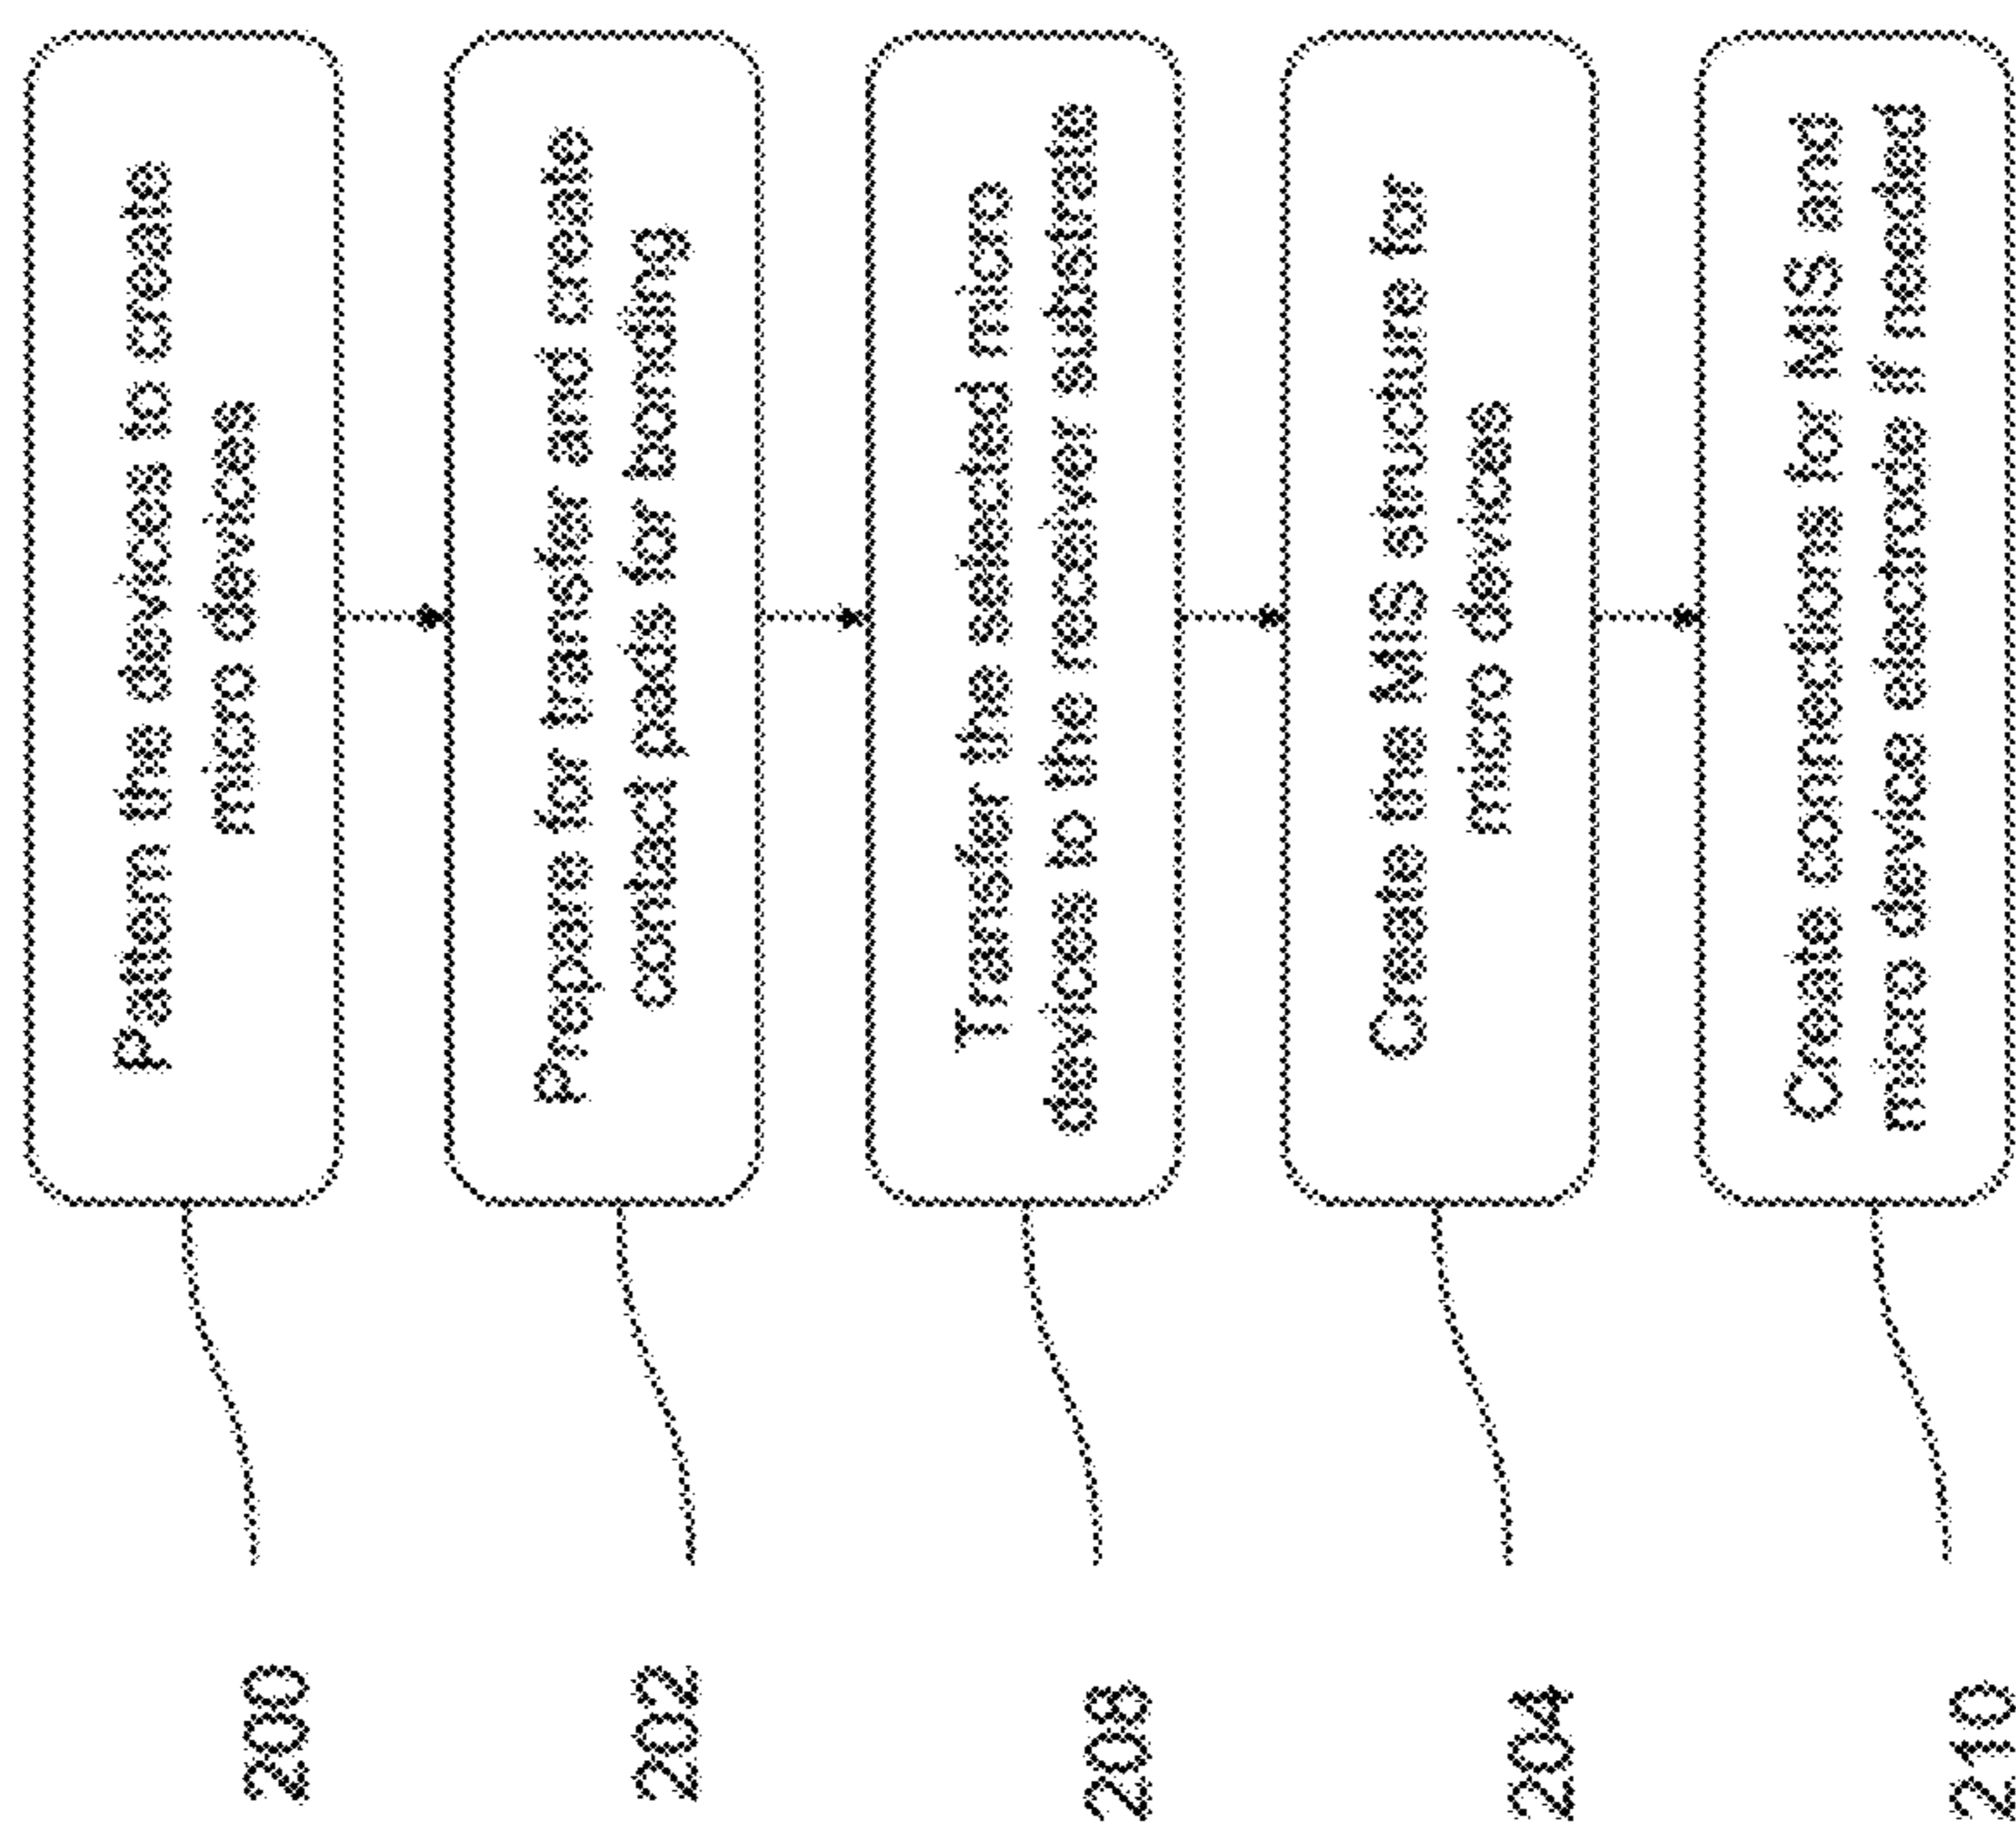 200
Pattern the devices to create
micro devices
202
Prepare for transfer and create
contact pads for bonding
208
Transfer the selected micro
devices to the receiver substrate
204
Create the MIS structure for
micro devices
210
Create connections for MIS and
micro device electrode if needed